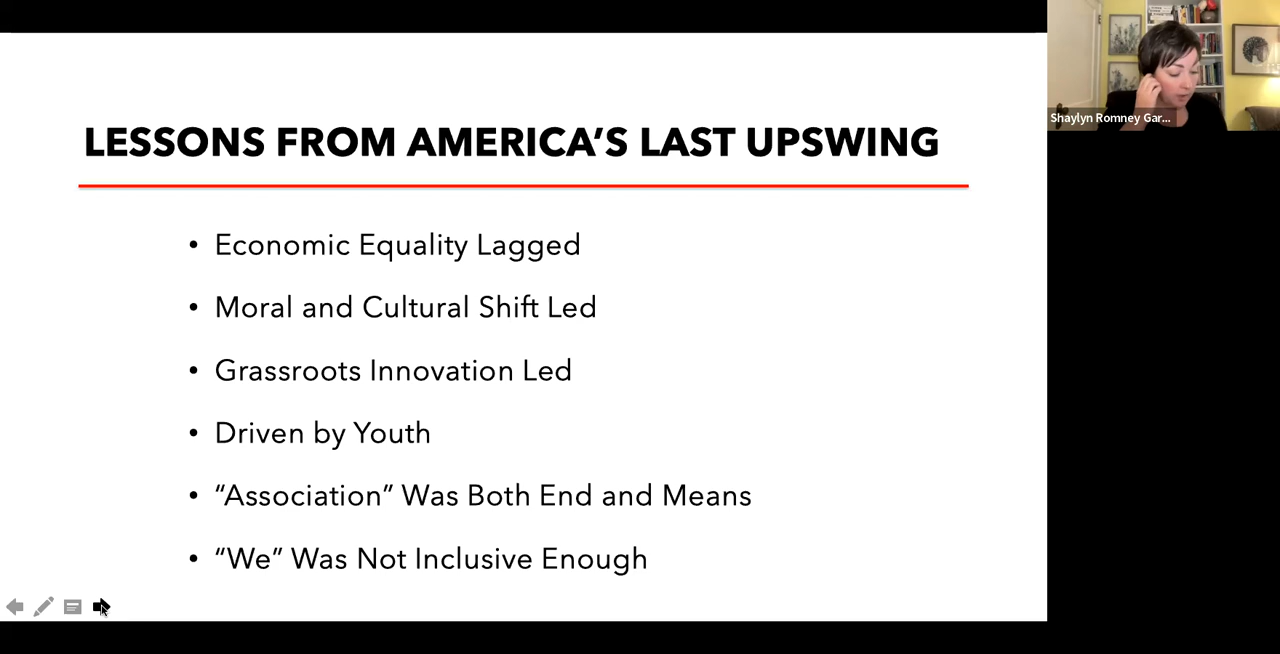 LESSONS FROM AMERICA’S LAST UPSWING
• Economic Equality Lagged
• Moral and Cultural Shift Led
• Grassroots Innovation Led
• Driven by Youth
• “Association” Was Both End and Means
• “We” Was Not Inclusive Enough
Shaylyn Romney Gar...